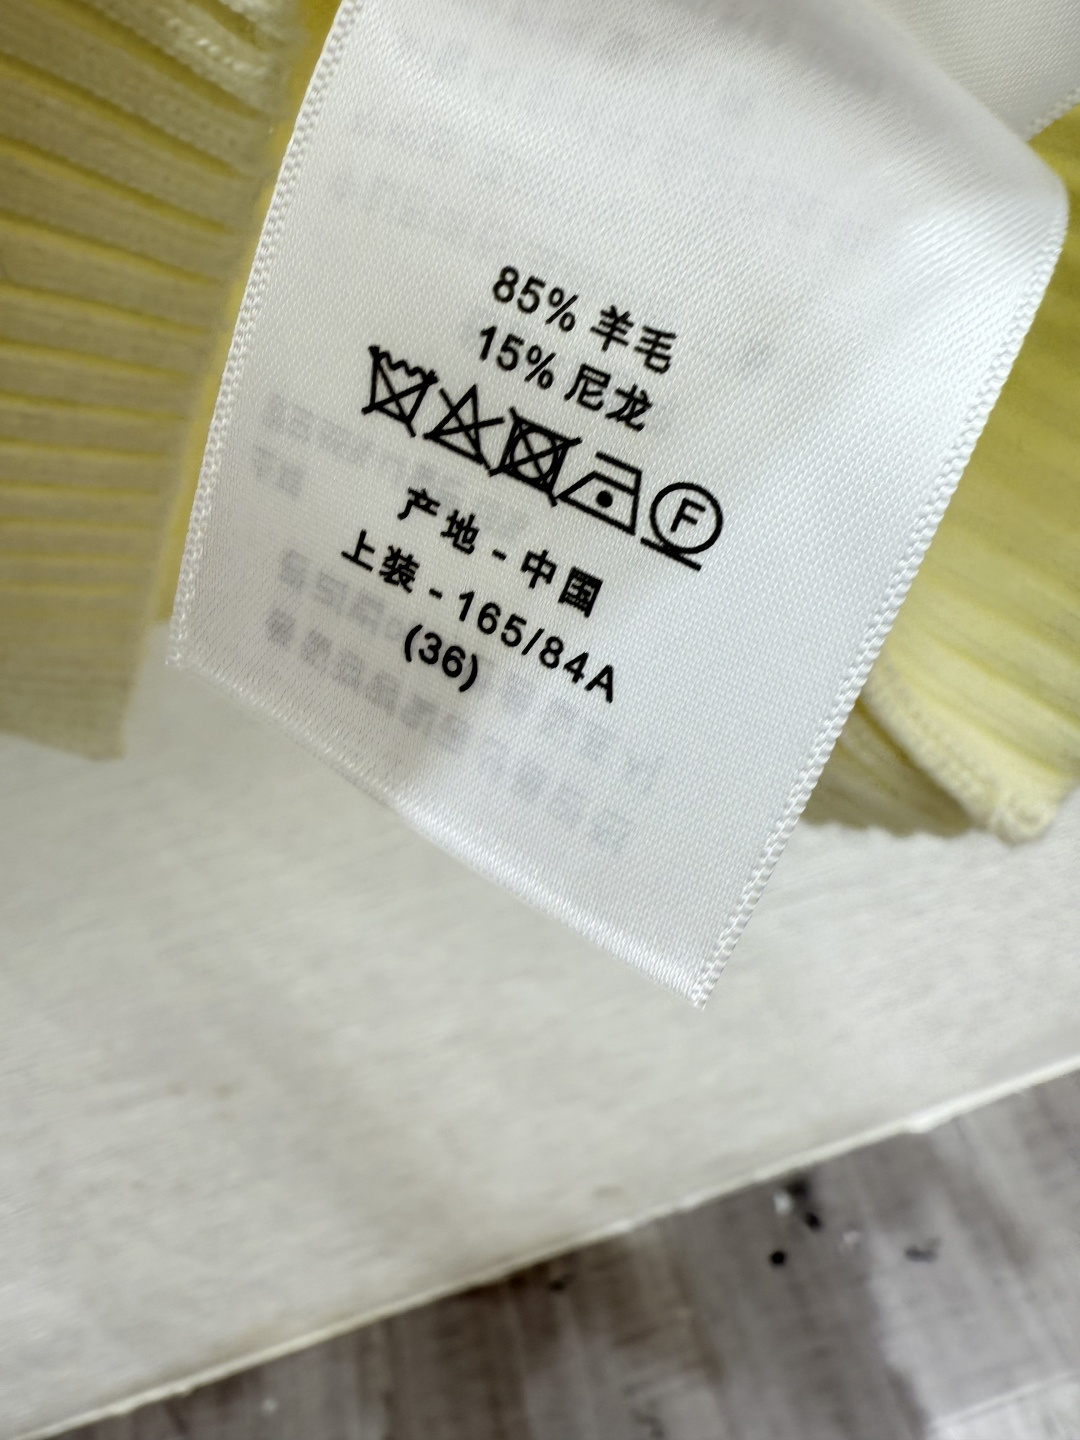 85% 羊毛
15% 尼龙
F
产地 - 中国
上装 - 165/84A
(36)